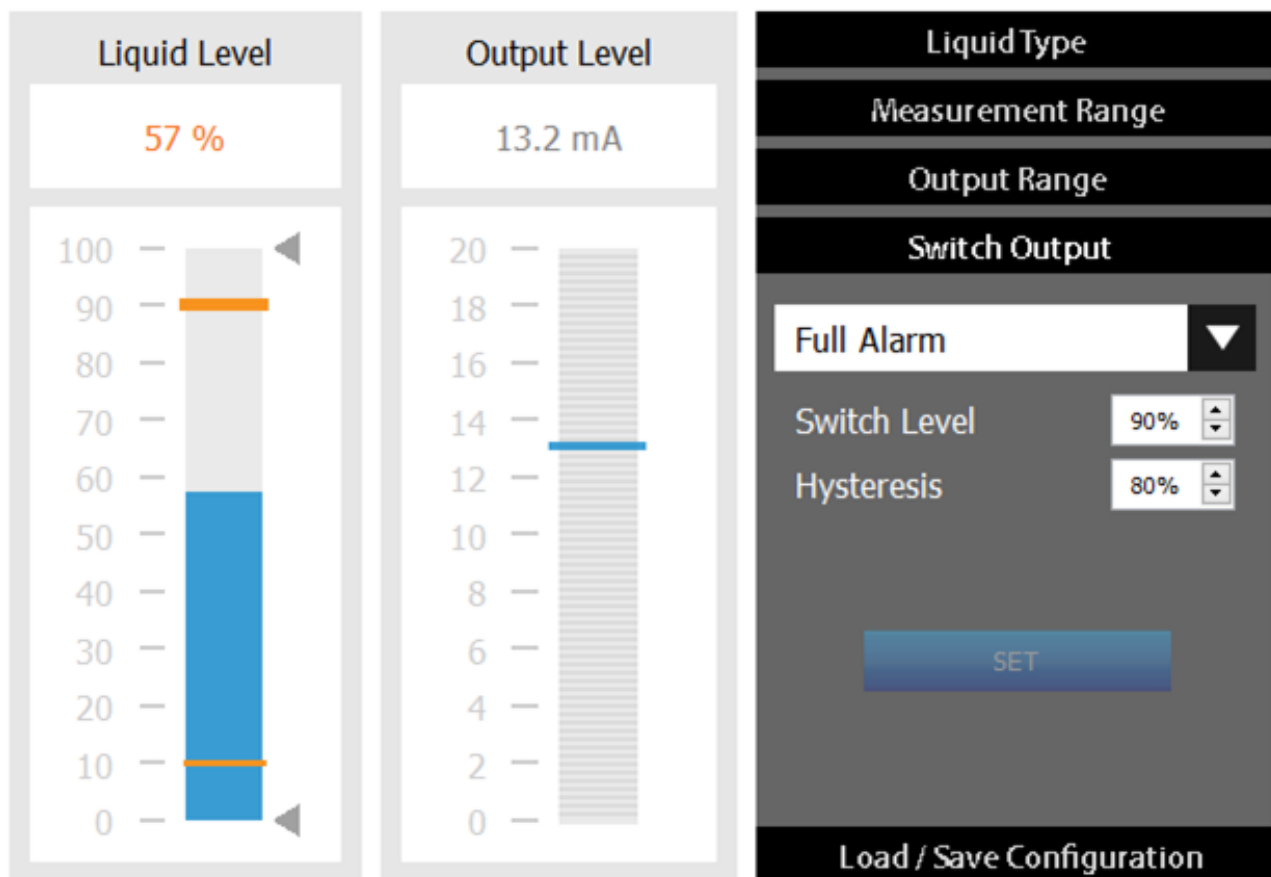 Liquid Level
57 %
100
90
80
70
60
50
40
30
20
10
0
Output Level
13.2 mA
20
18
16
14
12
10
8
6
4
2
0
Liquid Type
Measurement Range
Output Range
Switch Output
Full Alarm
Switch Level 90%
Hysteresis 80%
SET
Load / Save Configuration